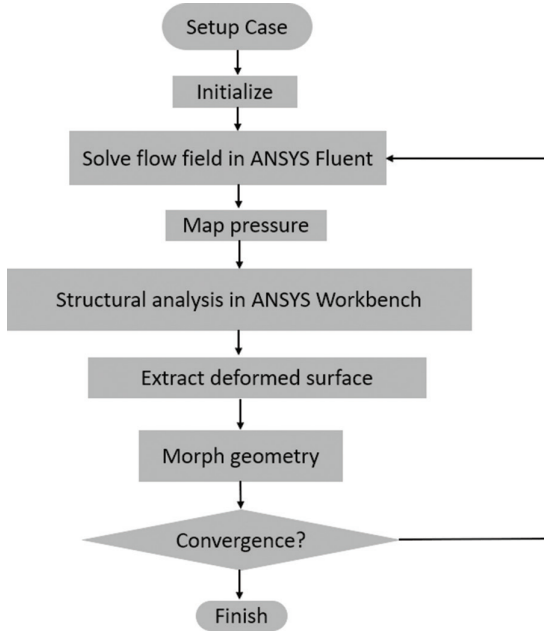 Setup Case
Initialize
Solve flow field in ANSYS Fluent
Map pressure
Structural analysis in ANSYS Workbench
Extract deformed surface
Morph geometry
Convergence?
Finish